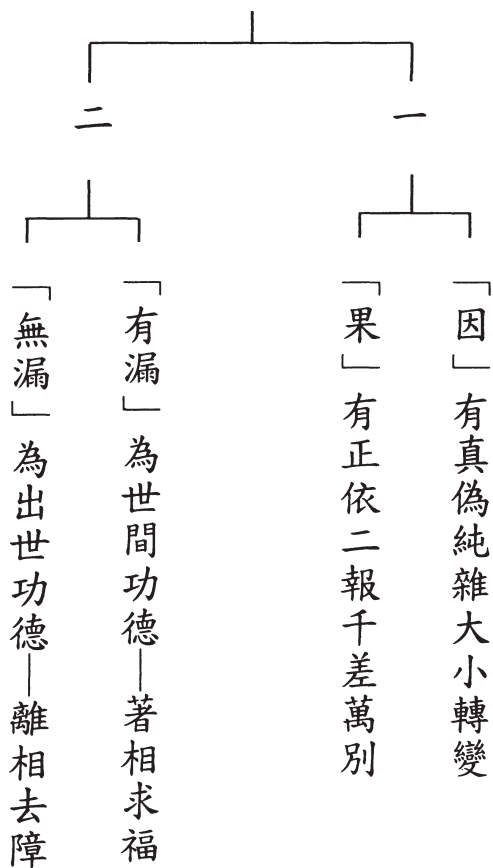 一
「因」有真偽純雜大小轉變
「果」有正依二報千差萬別
二
「有漏」為世間功德—著相求福
「無漏」為出世功德—離相去障